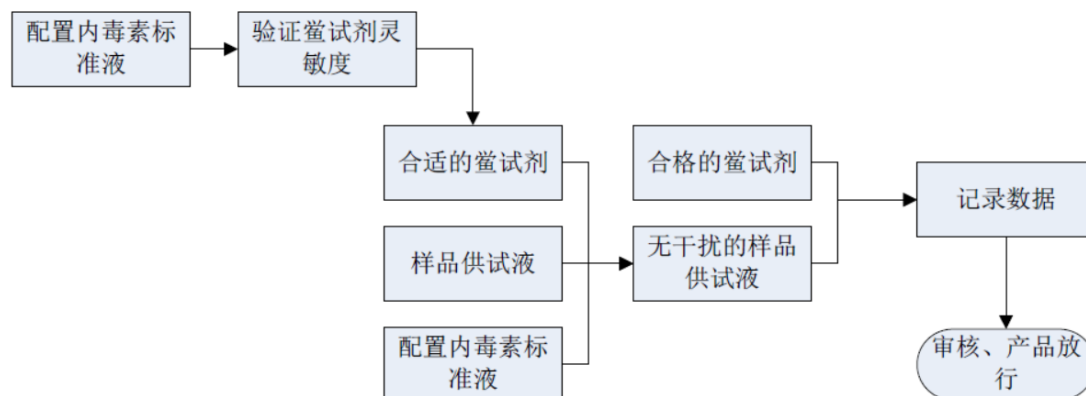 配置内毒素标
准液
验证鲎试剂灵
敏度
合适的鲎试剂
合格的鲎试剂
记录数据
样品供试液
无干扰的样品
供试液
配置内毒素标
准液
审核、产品放
行